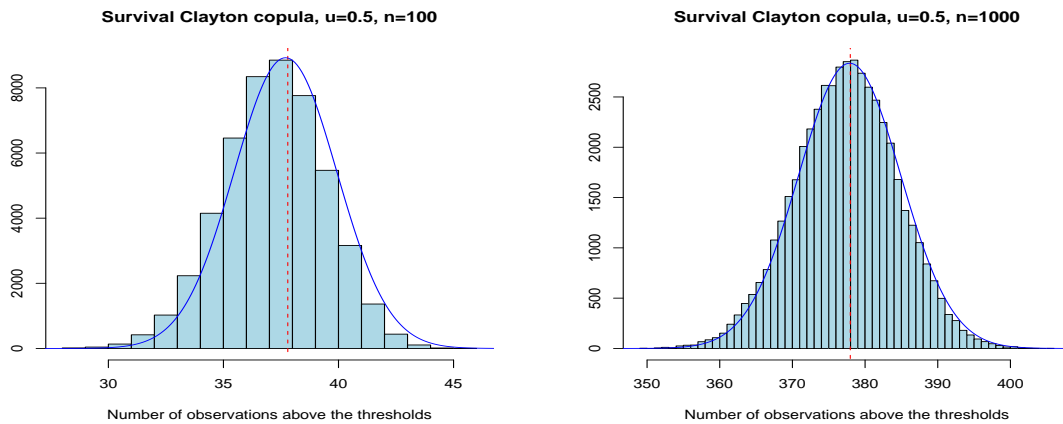 Survival Clayton copula, u=0.5, n=100
8000
6000
4000
2000
0
30 35 40 45
Number of observations above the thresholds
Survival Clayton copula, u=0.5, n=1000
2500
2000
1500
1000
500
0
350 360 370 380 390 400
Number of observations above the thresholds